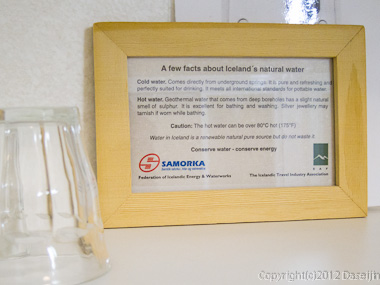 A few facts about Iceland's natural water
Cold water. Comes directly from underground springs. It is pure and refreshing and
perfectly suited for drinking. It meets all international standards for portable water.
Hot water. Geothermal water that comes from deep boreholes has a slight natural
smell of sulphur. It is excellent for bathing and washing. Silver jewellery may
tarnish if worn while bathing.
Caution: The hot water can be over 80°C hot (175°F)
Water in Iceland is a renewable natural pure source but do not waste it.
Conserve water - conserve energy
SAMORKA
Federation of Icelandic Energy & Waterworks
The Icelandic Travel Industry Association
SAF
Copyright(c)2012 Daseijin